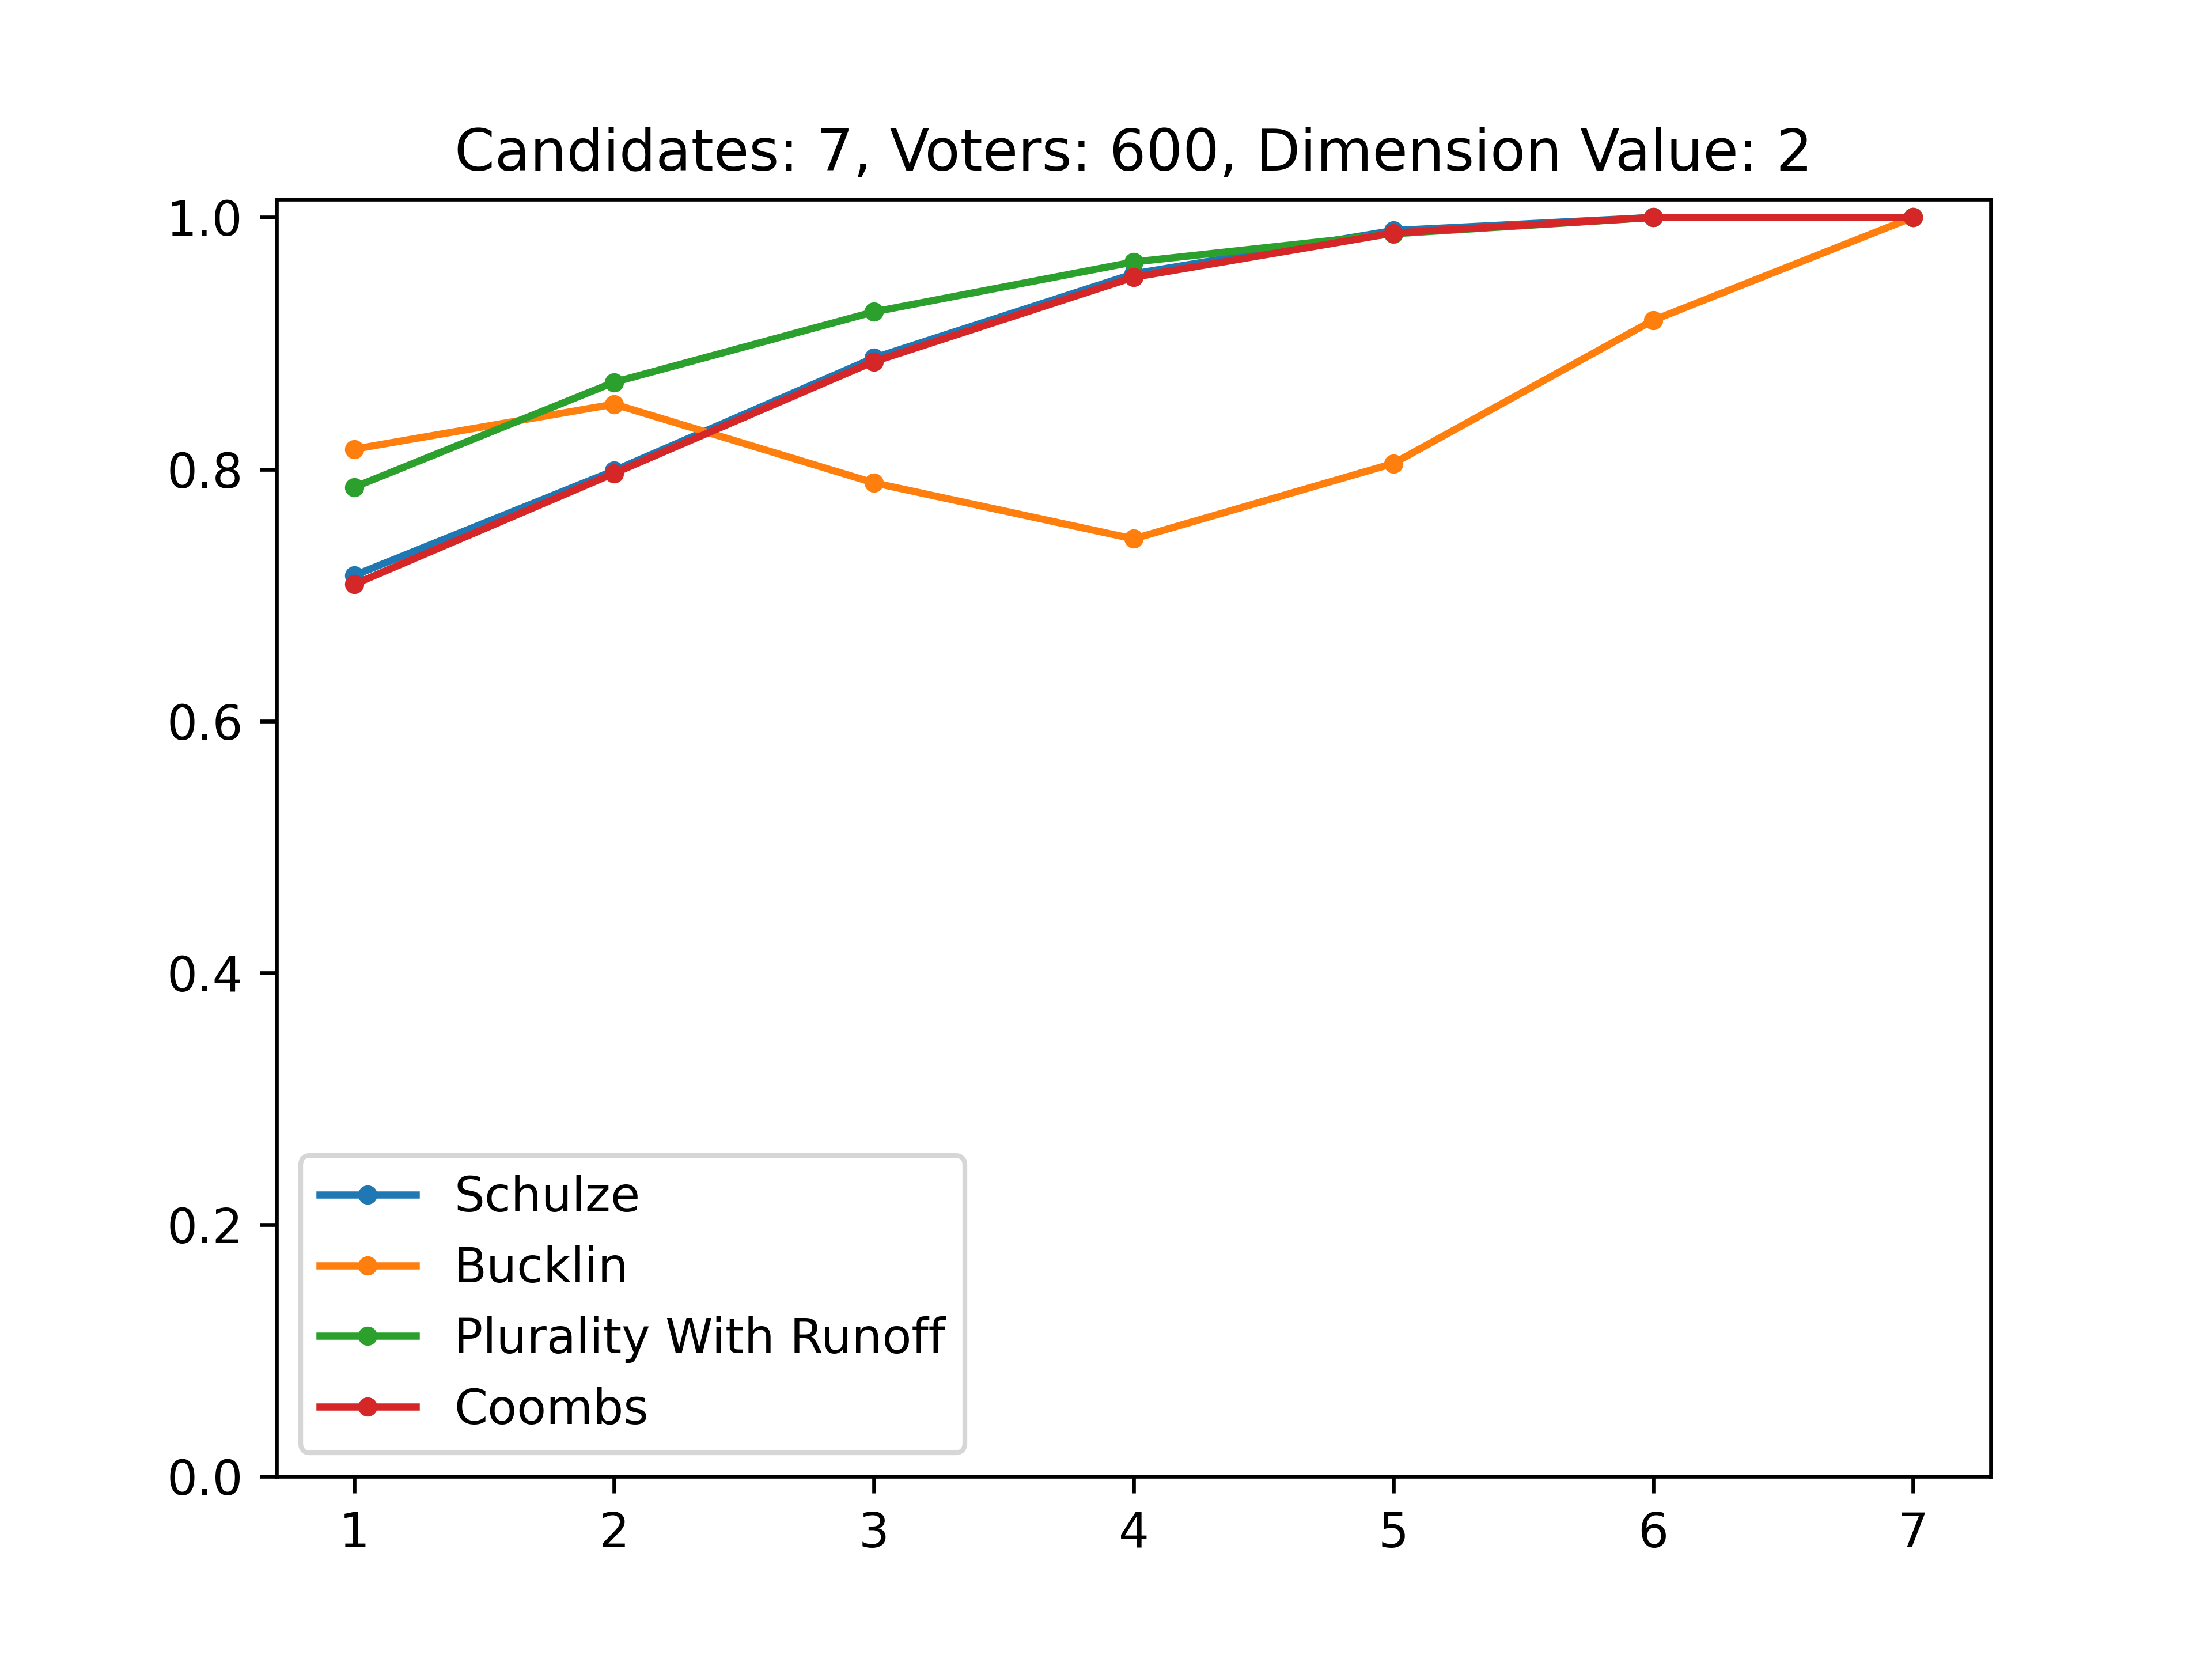 Candidates: 7, Voters: 600, Dimension Value: 2
1.0
0.8
0.6
0.4
0.2
0.0
Schulze
Bucklin
Plurality With Runoff
Coombs
1 2 3 4 5 6 7